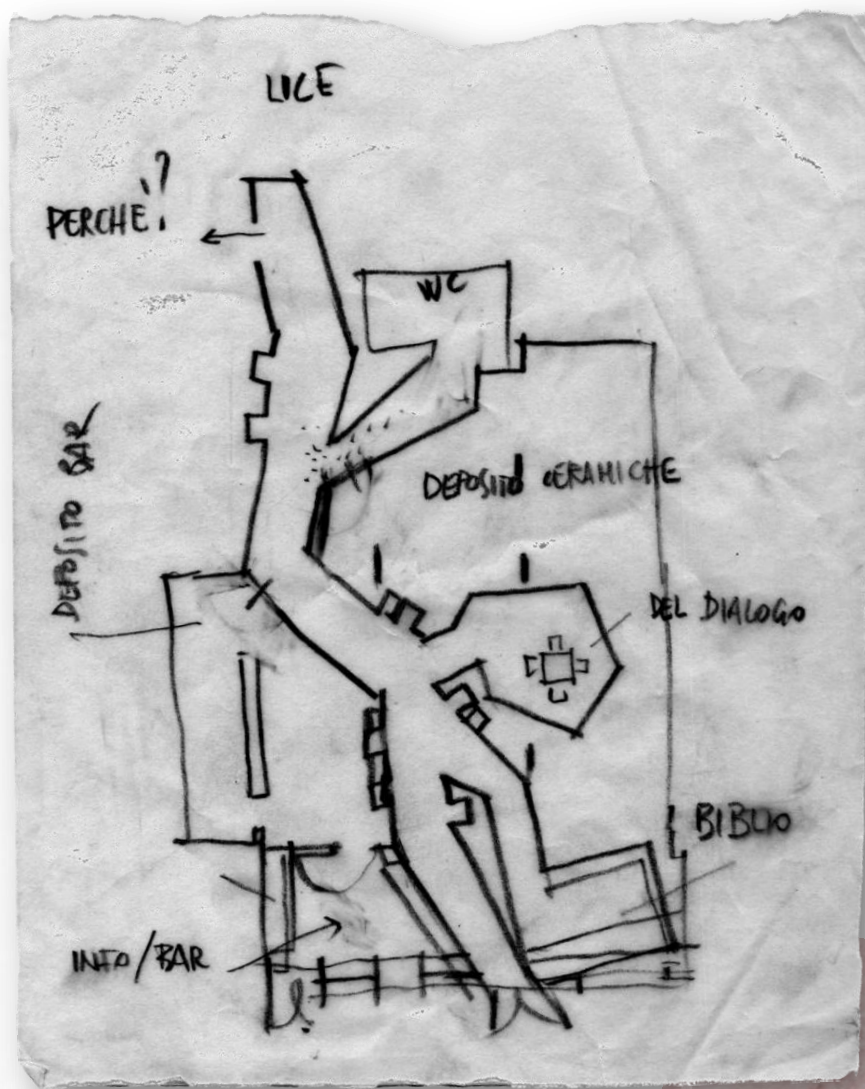 LUCE
PERCHE'?
WC
DEPOSITO BAR
DEPOSITO CERAMICHE
DEL DIALOGO
BIBLIO
INFO/BAR